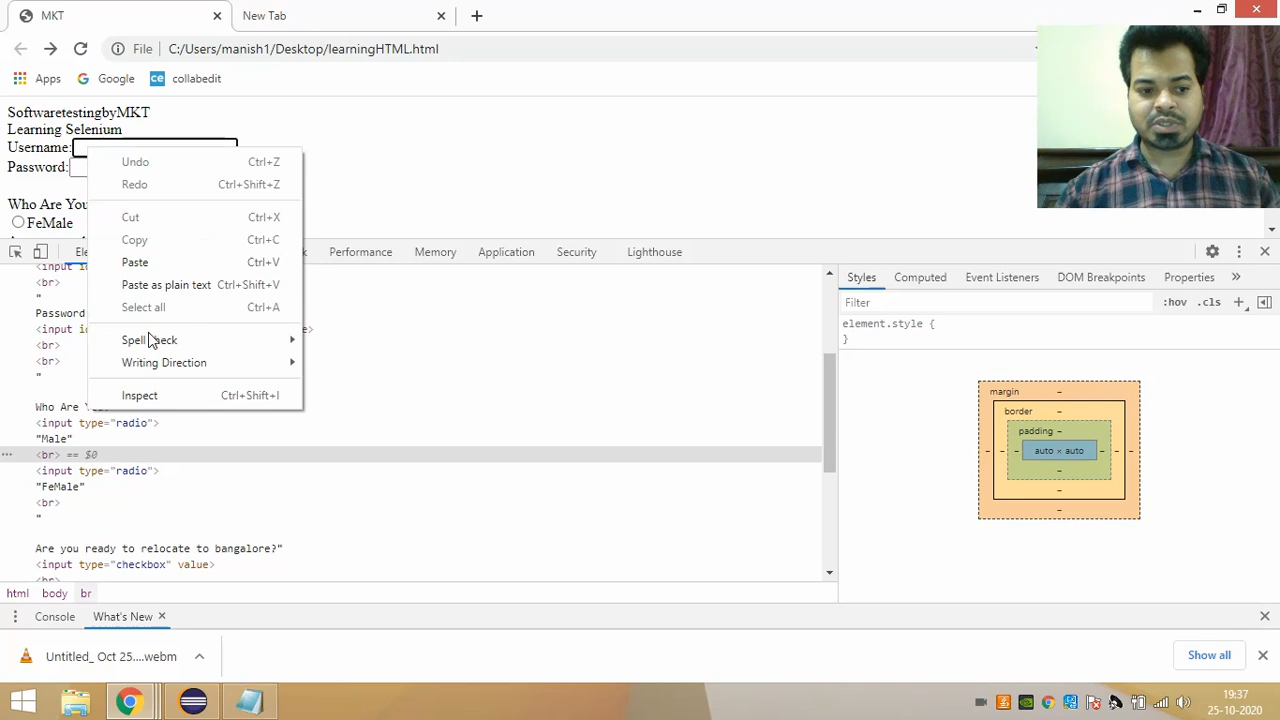 MKT
New Tab
File C:/Users/manish1/Desktop/learningHTML.html
Apps Google ce collabedit
SoftwaretestingbyMKT
Learning Selenium
Username:
Password:
Who Are You
FeMale
Undo Ctrl+Z
Redo Ctrl+Shift+Z
Cut Ctrl+X
Copy Ctrl+C
Paste Ctrl+V
Paste as plain text Ctrl+Shift+V
Select all Ctrl+A
Writing Direction
Inspect Ctrl+Shift+I
Performance Memory Application Security Lighthouse
<br>
"
Password
<br>
<br>
"
Who Are
<input type="radio">
"Male"
<br> == $0
<input type="radio">
"FeMale"
<br>
"
Are you ready to relocate to bangalore?"
<input type="checkbox" value>
html body br
Styles Computed Event Listeners DOM Breakpoints Properties »
Filter :hov .cls +
element.style {
}
margin -
border -
padding -
- - - auto × auto - - -
-
-
-
Console What's New
Untitled_ Oct 25....webm
Show all
19:37
25-10-2020